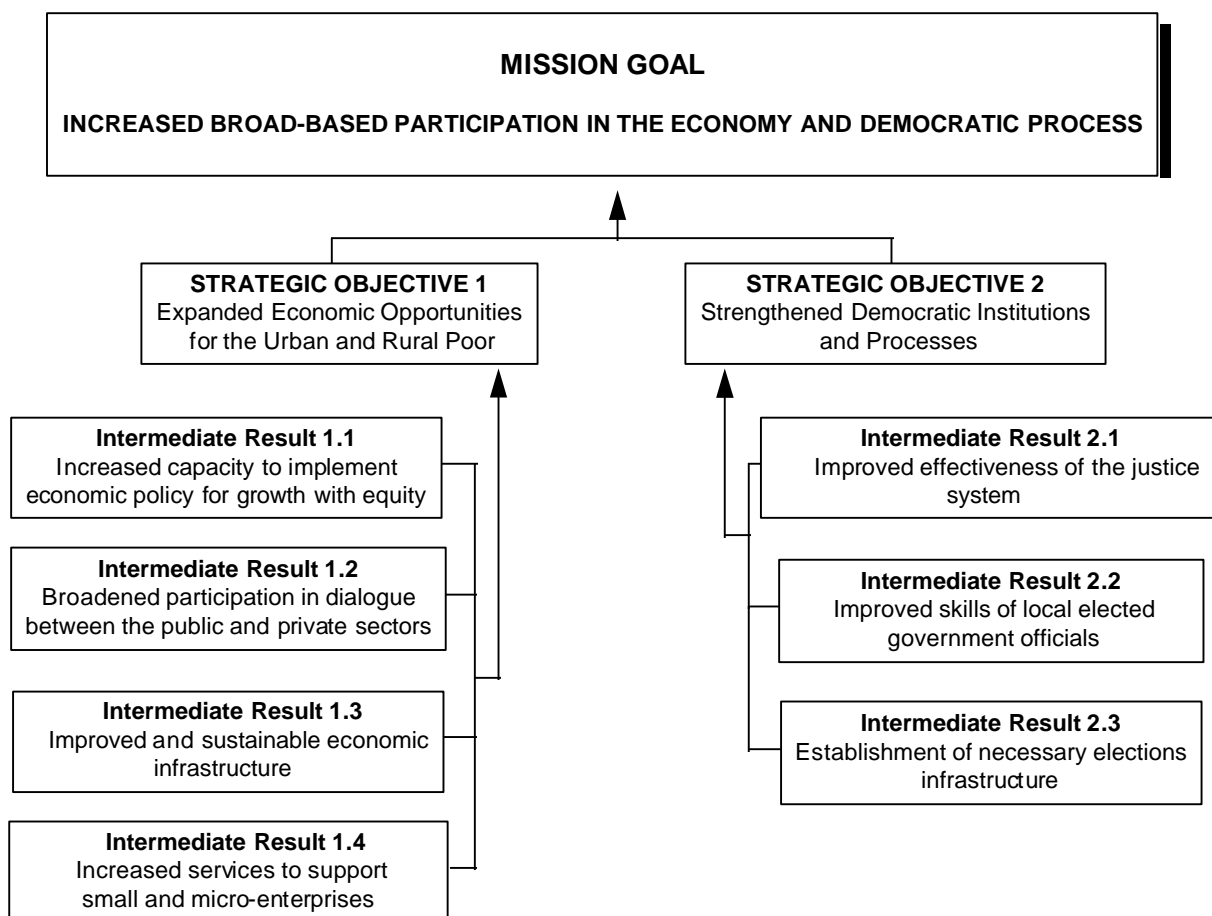 MISSION GOAL
INCREASED BROAD-BASED PARTICIPATION IN THE ECONOMY AND DEMOCRATIC PROCESS
STRATEGIC OBJECTIVE 1
Expanded Economic Opportunities
for the Urban and Rural Poor
STRATEGIC OBJECTIVE 2
Strengthened Democratic Institutions
and Processes
Intermediate Result 1.1
Increased capacity to implement
economic policy for growth with equity
Intermediate Result 1.2
Broadened participation in dialogue
between the public and private sectors
Intermediate Result 1.3
Improved and sustainable economic
infrastructure
Intermediate Result 1.4
Increased services to support
small and micro-enterprises
Intermediate Result 2.1
Improved effectiveness of the justice
system
Intermediate Result 2.2
Improved skills of local elected
government officials
Intermediate Result 2.3
Establishment of necessary elections
infrastructure